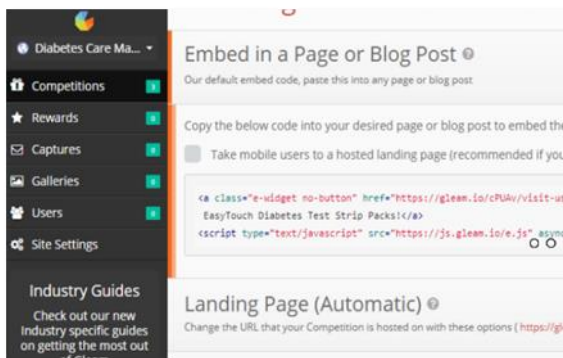 Diabetes Care Ma...
Competitions
Rewards
Captures
Galleries
Users
Site Settings
Industry Guides
Check out our new
Industry specific guides
on getting the most out
Embed in a Page or Blog Post
Our default embed code, paste this into any page or blog post
Copy the below code into your desired page or blog post to embed the
Take mobile users to a hosted landing page (recommended if you
<a class="e-widget no-button" href="https://gleam.io/cPUAv/visit-us
EasyTouch Diabetes Test Strip Packs!</a>
<script type="text/javascript" src="https://js.gleam.io/e.js" async
Landing Page (Automatic)
Change the URL that your Competition is hosted on with these options ( https://gl